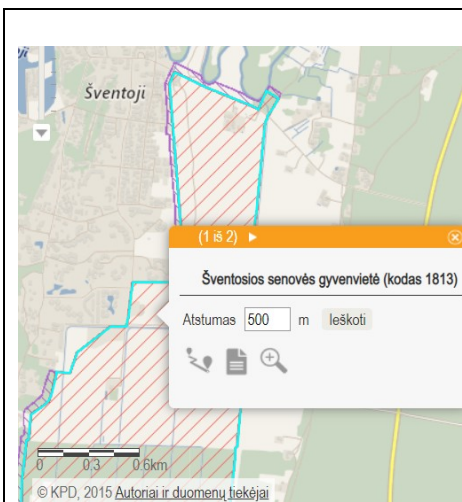 Šventoji
(1 iš 2)
Šventosios senovės gyvenvietė (kodas 1813)
Atstumas 500 m Ieškoti
0 0.3 0.6km
© KPD, 2015 Autoriai ir duomenų tiekėjai